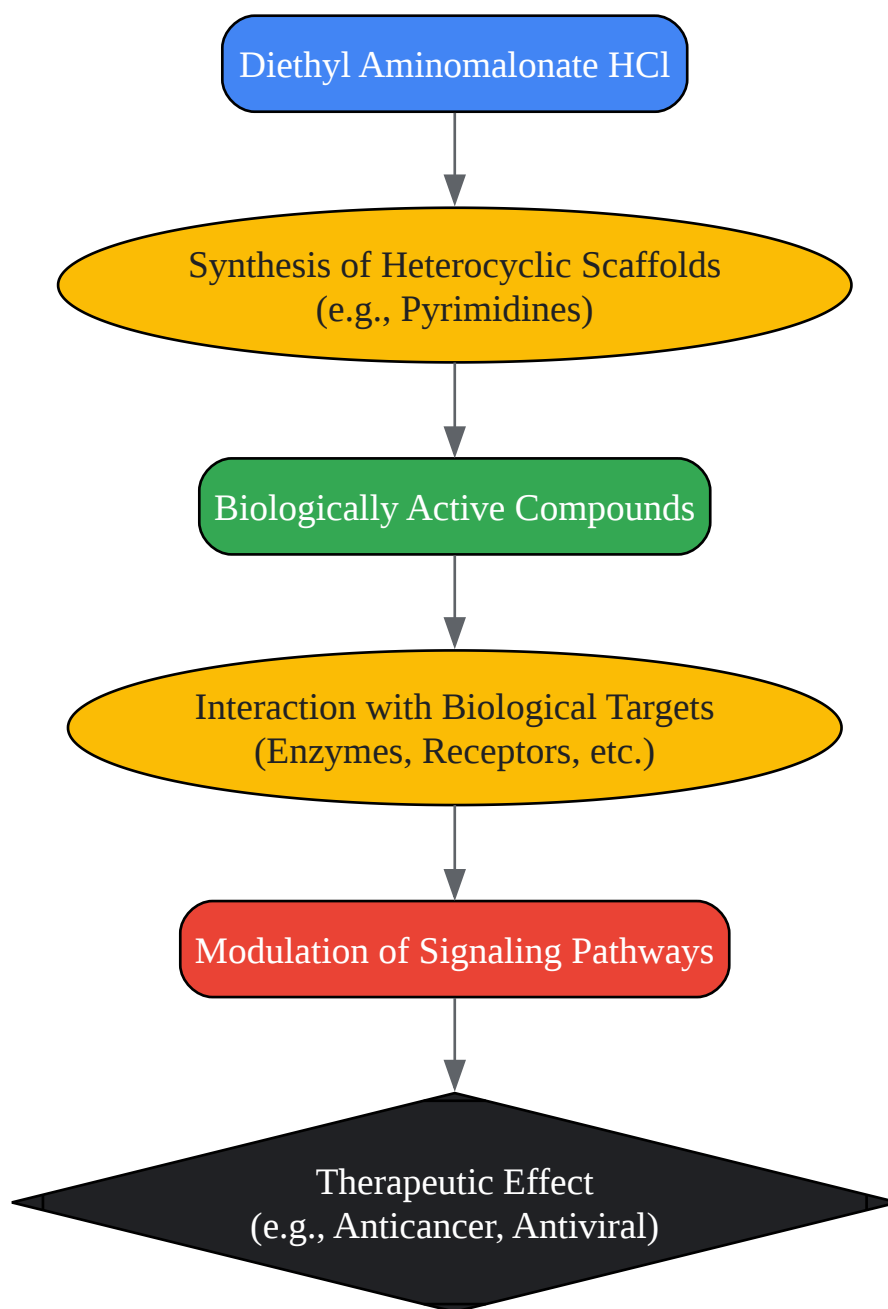 Diethyl Aminomalonate HCl
Synthesis of Heterocyclic Scaffolds
(e.g., Pyrimidines)
Biologically Active Compounds
Interaction with Biological Targets
(Enzymes, Receptors, etc.)
Modulation of Signaling Pathways
Therapeutic Effect
(e.g., Anticancer, Antiviral)